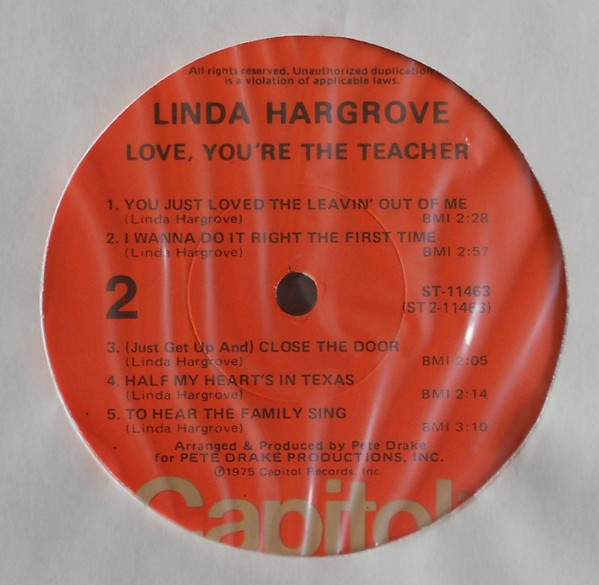 All rights reserved. Unauthorized duplication
is a violation of applicable laws.
LINDA HARGROVE
LOVE, YOU'RE THE TEACHER
1. YOU JUST LOVED THE LEAVIN' OUT OF ME
(Linda Hargrove) BMI 2:28
2. I WANNA DO IT RIGHT THE FIRST TIME
(Linda Hargrove) BMI 2:57
2
ST-11463
(ST 2-11463)
3. (Just Get Up And) CLOSE THE DOOR
(Linda Hargrove) BMI 2:05
4. HALF MY HEART'S IN TEXAS
(Linda Hargrove) BMI 2:14
5. TO HEAR THE FAMILY SING
(Linda Hargrove) BMI 3:10
Arranged & Produced by Pete Drake
for PETE DRAKE PRODUCTIONS, INC.
℗1975 Capitol Records, Inc.
Capitol